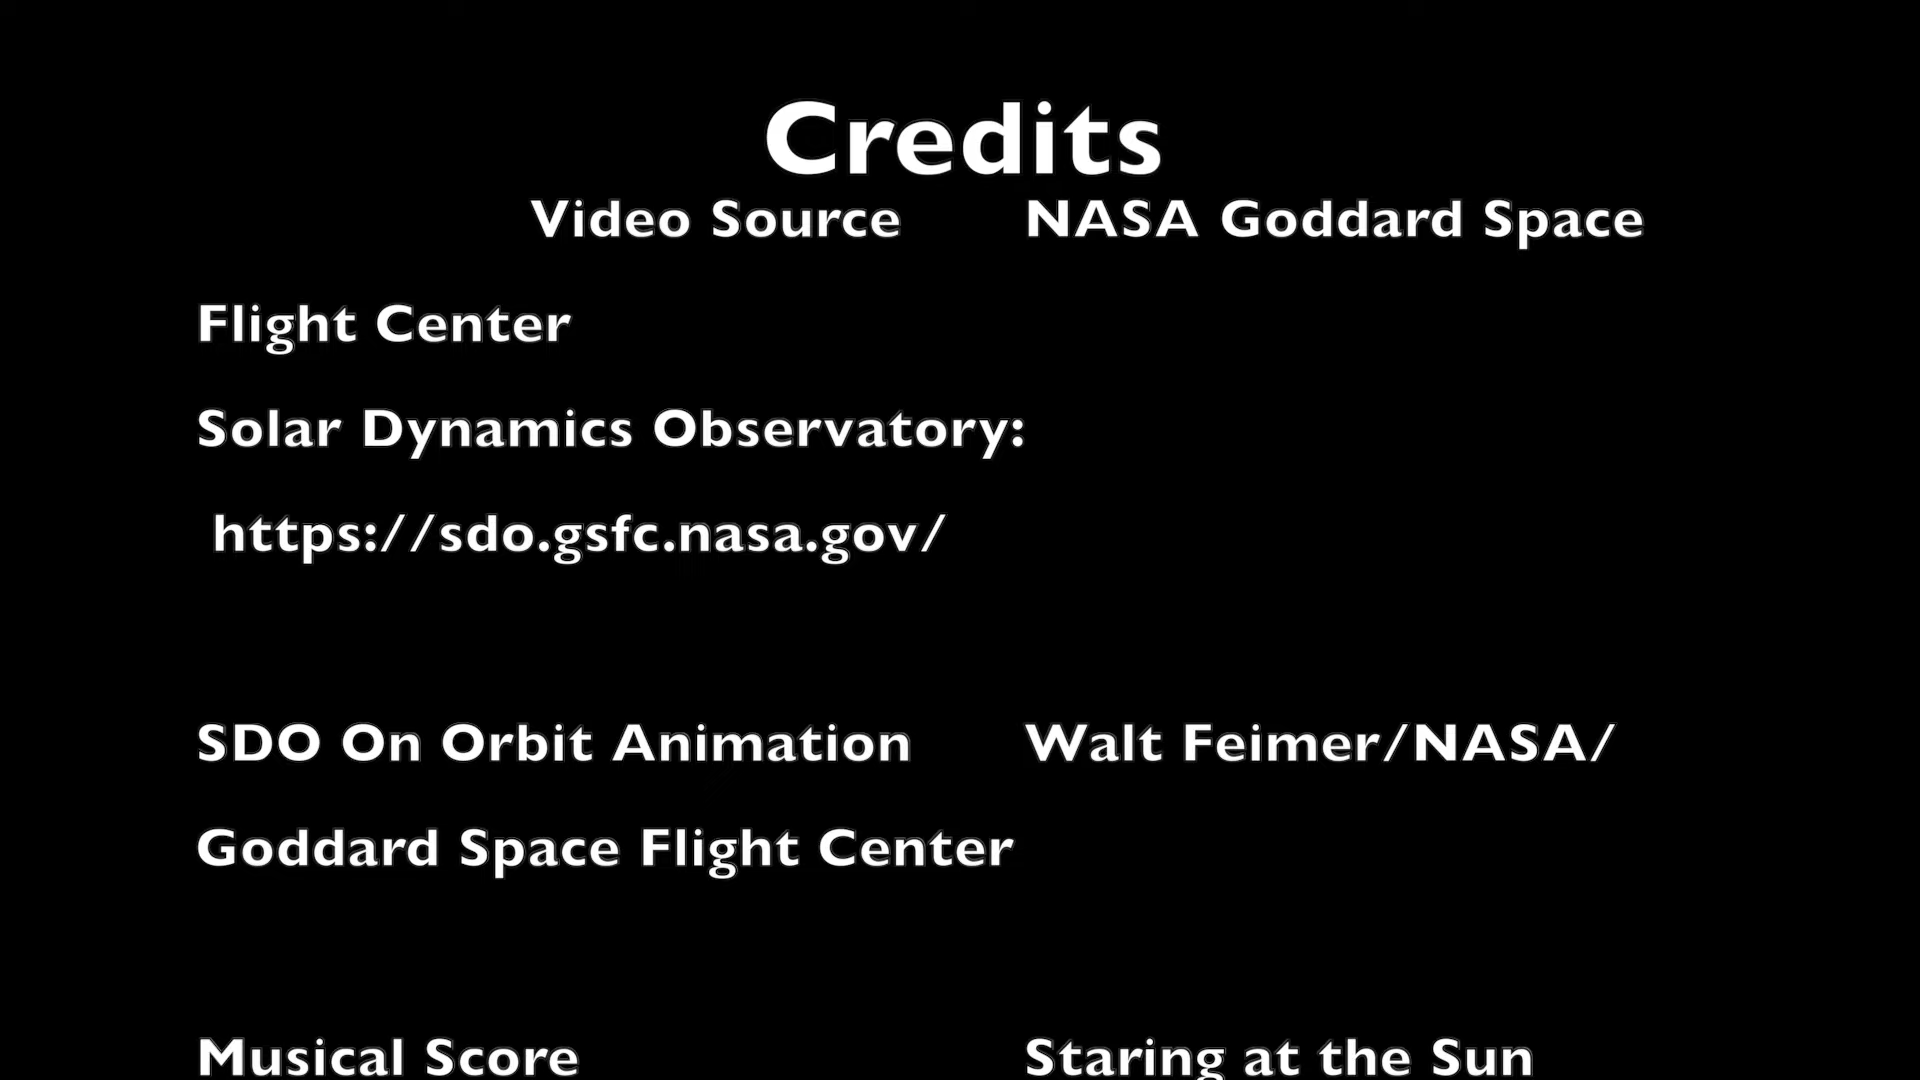 Credits
Video Source NASA Goddard Space
Flight Center
Solar Dynamics Observatory:
https://sdo.gsfc.nasa.gov/
SDO On Orbit Animation Walt Feimer/NASA/
Goddard Space Flight Center
Musical Score Staring at the Sun